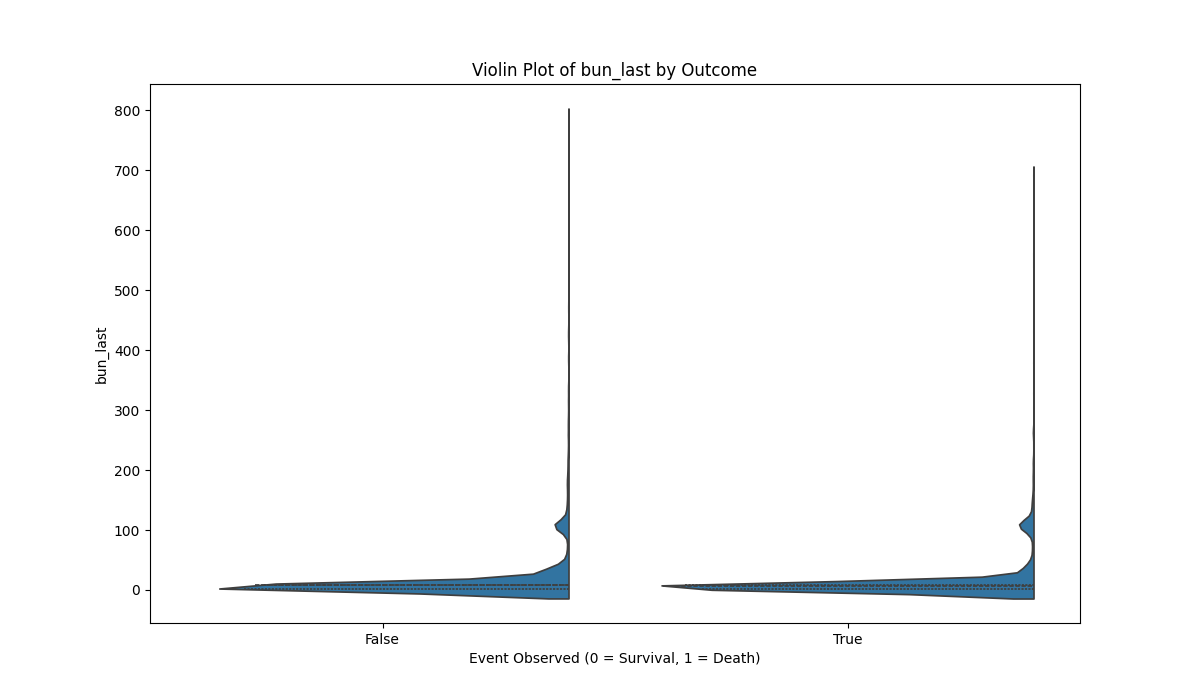 Violin Plot of bun_last by Outcome
800
700
600
500
400
300
200
100
0
bun_last
False
True
Event Observed (0 = Survival, 1 = Death)